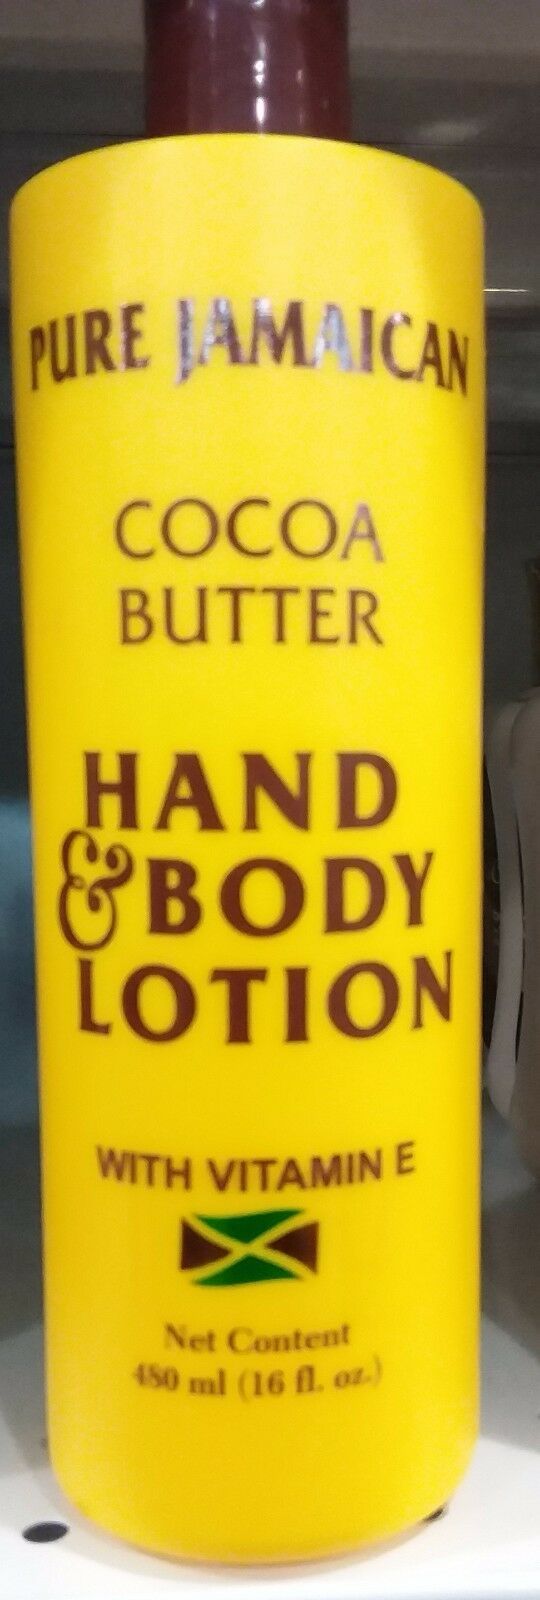 PURE JAMAICAN
COCOA
BUTTER
HAND
& BODY
LOTION
WITH VITAMIN E
Net Content
480 ml (16 fl. oz.)